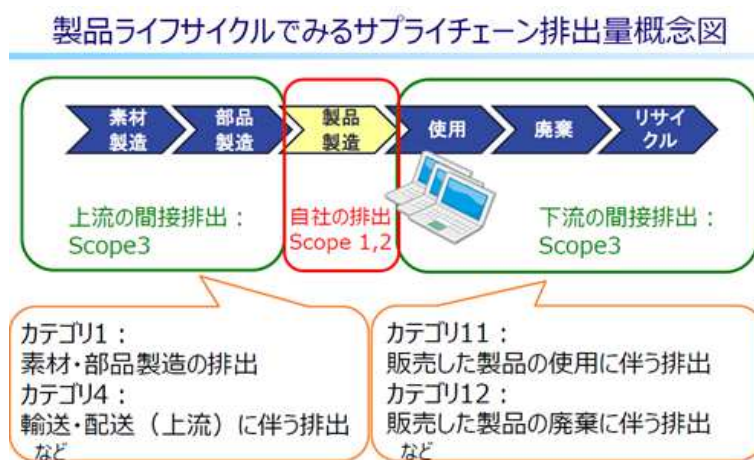 製品ライフサイクルでみるサプライチェーン排出量概念図
素材
製造
部品
製造
製品
製造
使用
廃棄
リサイ
クル
上流の間接排出：
Scope3
自社の排出
Scope 1,2
下流の間接排出：
Scope3
カテゴリ1：
素材・部品製造の排出
カテゴリ4：
輸送・配送（上流）に伴う排出
など
カテゴリ11：
販売した製品の使用に伴う排出
カテゴリ12：
販売した製品の廃棄に伴う排出
など